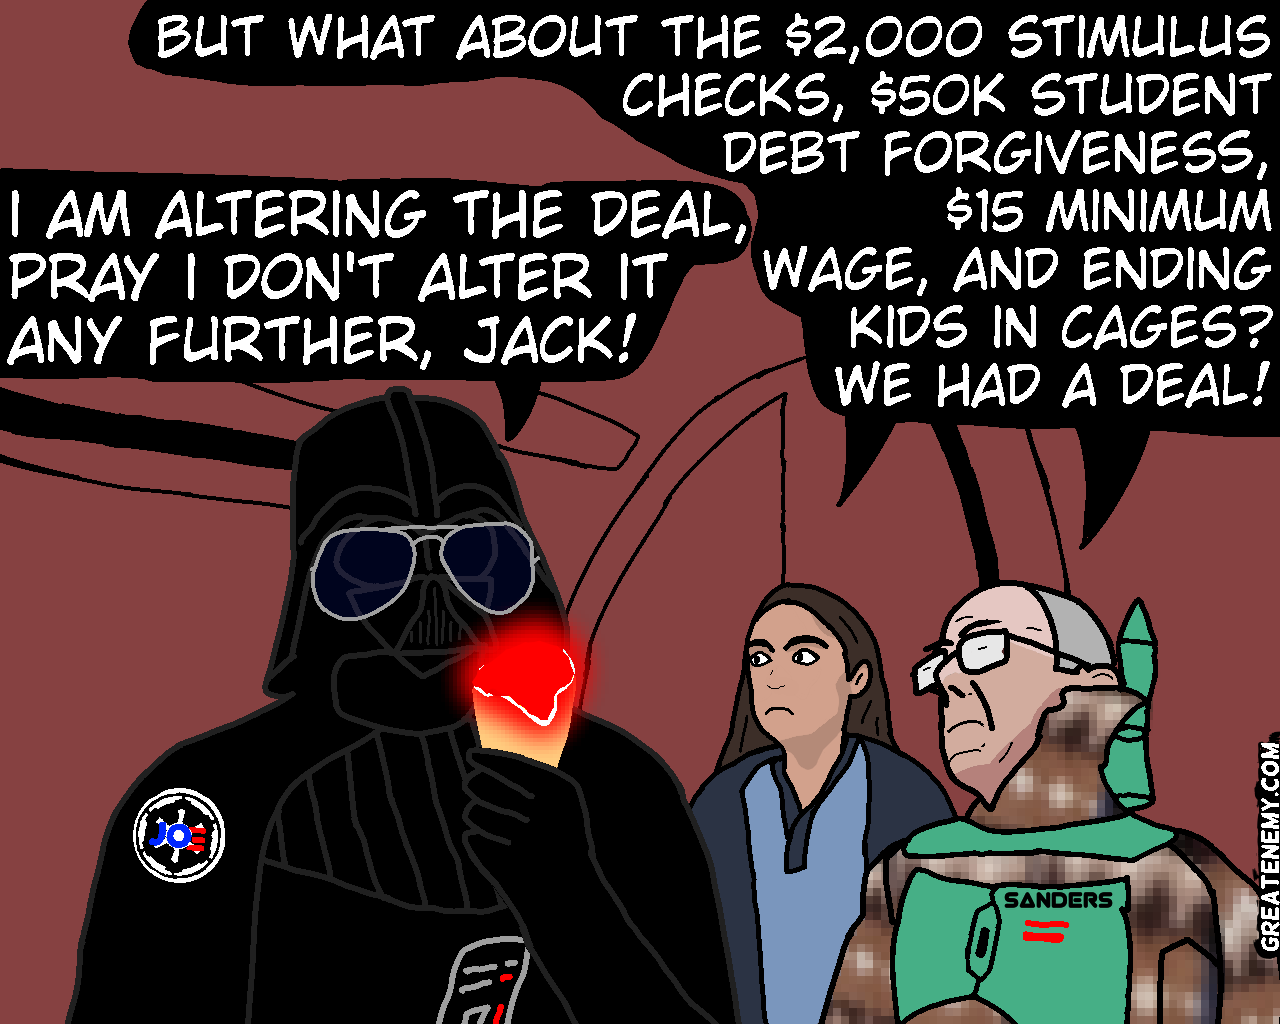 BUT WHAT ABOUT THE $2,000 STIMULUS
CHECKS, $50K STUDENT
DEBT FORGIVENESS,
$15 MINIMUM
WAGE, AND ENDING
KIDS IN CAGES?
WE HAD A DEAL!
I AM ALTERING THE DEAL,
PRAY I DON'T ALTER IT
ANY FURTHER, JACK!
JOE
SANDERS
GREATENEMY.COM